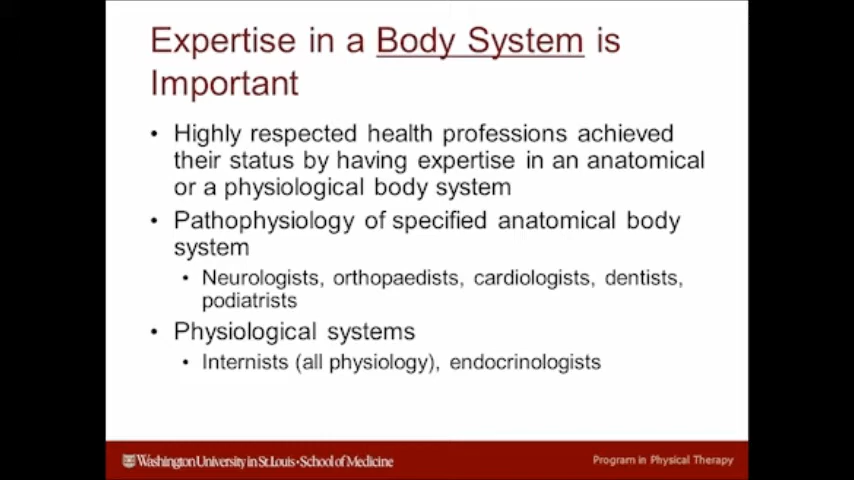 Expertise in a Body System is
Important
• Highly respected health professions achieved
their status by having expertise in an anatomical
or a physiological body system
• Pathophysiology of specified anatomical body
system
• Neurologists, orthopaedists, cardiologists, dentists,
podiatrists
• Physiological systems
• Internists (all physiology), endocrinologists
Washington University in St. Louis • School of Medicine
Program in Physical Therapy